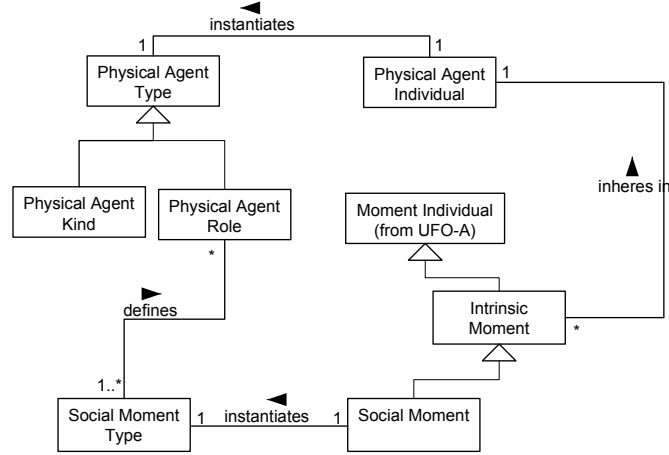 instantiates
1
1
Physical Agent
Type
Physical Agent
Individual
1
Physical Agent
Kind
Physical Agent
Role
Moment Individual
(from UFO-A)
inheres in
*
defines
Intrinsic
Moment
*
1..*
Social Moment
Type
1
instantiates
1
Social Moment